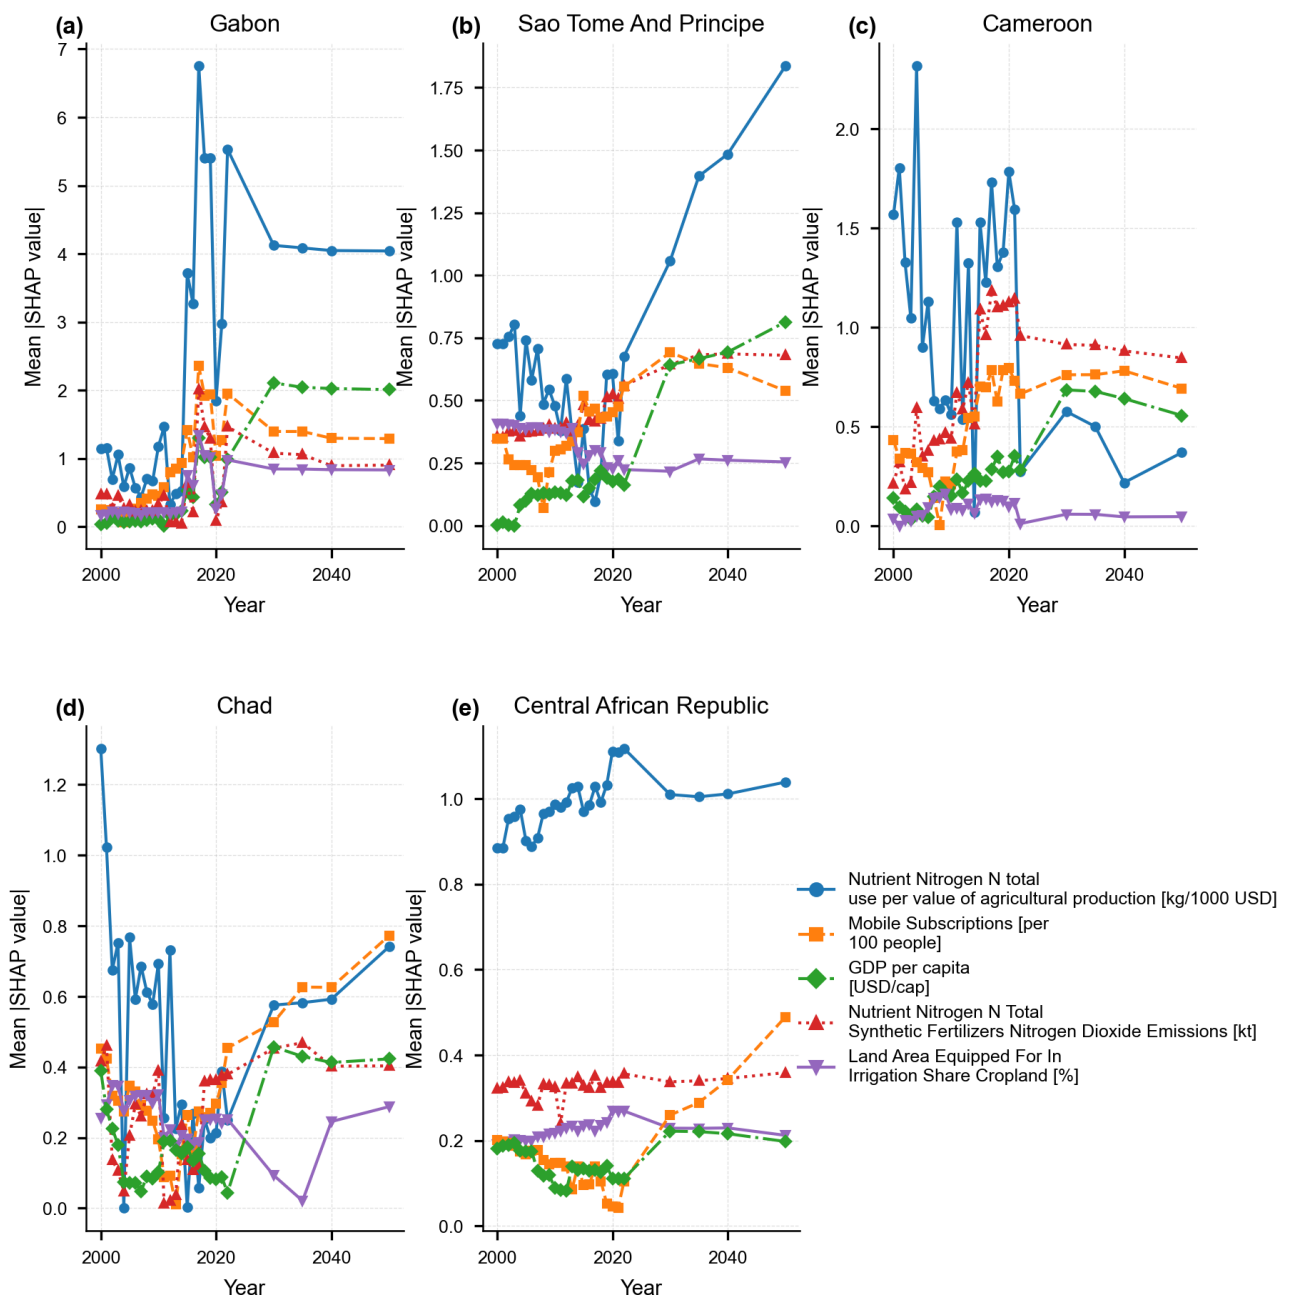 (a) Gabon
Mean |SHAP value|
7
6
5
4
3
2
1
0
2000 2020 2040
Year
(b) Sao Tome And Principe
Mean |SHAP value|
1.75
1.50
1.25
1.00
0.75
0.50
0.25
0.00
2000 2020 2040
Year
(c) Cameroon
Mean |SHAP value|
2.0
1.5
1.0
0.5
0.0
2000 2020 2040
Year
(d) Chad
Mean |SHAP value|
1.2
1.0
0.8
0.6
0.4
0.2
0.0
2000 2020 2040
Year
(e) Central African Republic
Mean |SHAP value|
1.0
0.8
0.6
0.4
0.2
0.0
2000 2020 2040
Year
Nutrient Nitrogen N total
use per value of agricultural production [kg/1000 USD]
Mobile Subscriptions [per
100 people]
GDP per capita
[USD/cap]
Nutrient Nitrogen N Total
Synthetic Fertilizers Nitrogen Dioxide Emissions [kt]
Land Area Equipped For In
Irrigation Share Cropland [%]